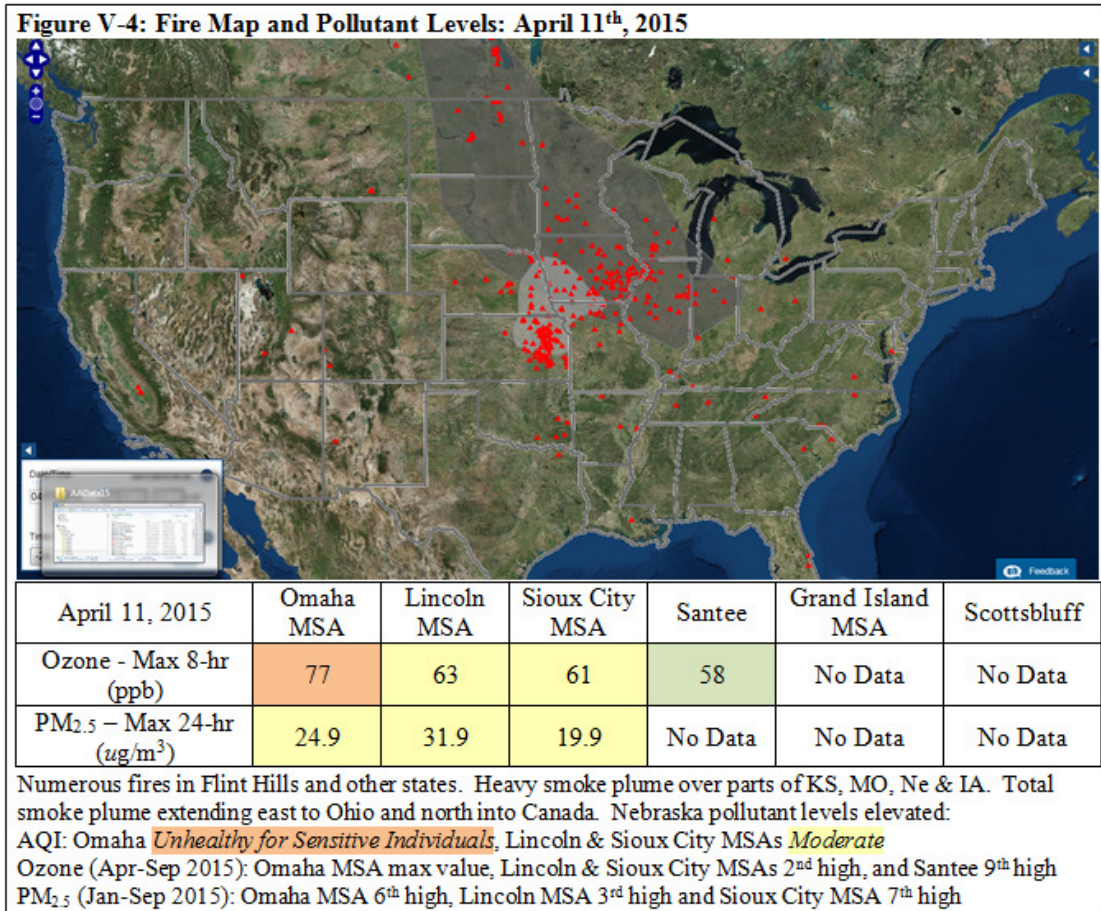 Figure V-4: Fire Map and Pollutant Levels: April 11th, 2015
AAData15
Feedback
April 11, 2015 Omaha MSA Lincoln MSA Sioux City MSA Santee Grand Island MSA Scottsbluff
Ozone - Max 8-hr (ppb) 77 63 61 58 No Data No Data
PM2.5 – Max 24-hr (ug/m3) 24.9 31.9 19.9 No Data No Data No Data
Numerous fires in Flint Hills and other states. Heavy smoke plume over parts of KS, MO, Ne & IA. Total
smoke plume extending east to Ohio and north into Canada. Nebraska pollutant levels elevated:
AQI: Omaha Unhealthy for Sensitive Individuals, Lincoln & Sioux City MSAs Moderate
Ozone (Apr-Sep 2015): Omaha MSA max value, Lincoln & Sioux City MSAs 2nd high, and Santee 9th high
PM2.5 (Jan-Sep 2015): Omaha MSA 6th high, Lincoln MSA 3rd high and Sioux City MSA 7th high